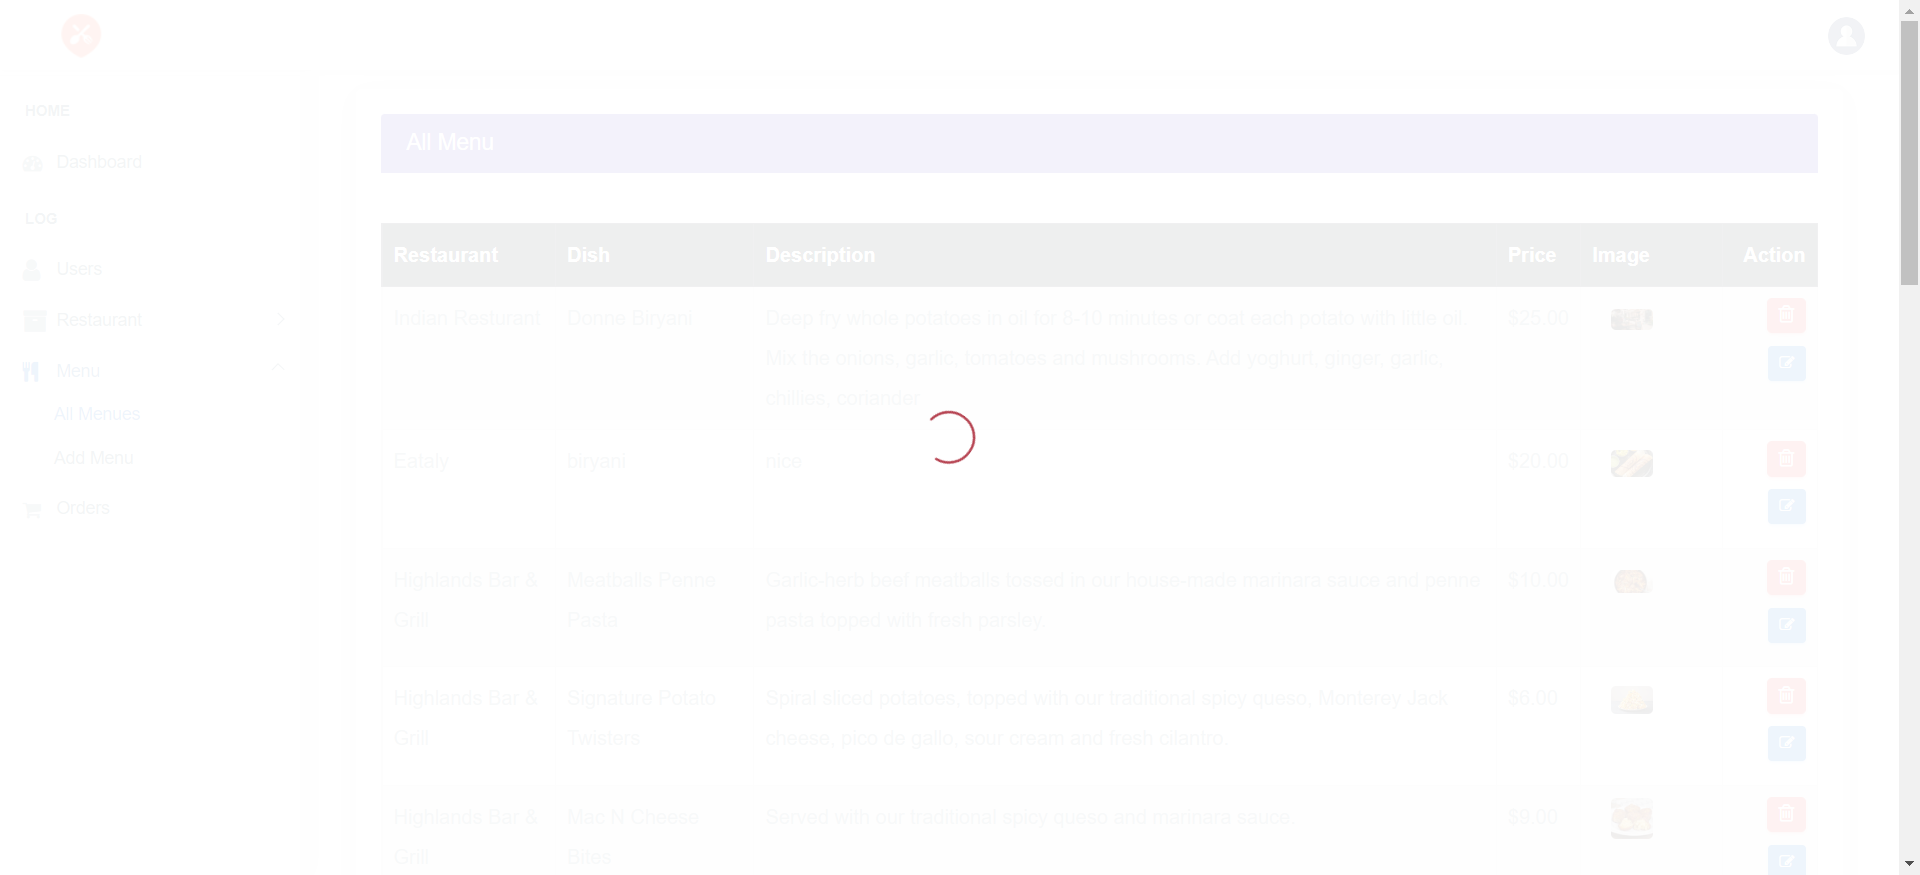 HOME
Dashboard
LOG
Users
Restaurant
Menu
All Menues
Add Menu
Orders
All Menu
Restaurant Dish Description Price Image Action
Indian Resturant Donne Biryani Deep fry whole potatoes in oil for 8-10 minutes or coat each potato with little oil. $25.00
Mix the onions, garlic, tomatoes and mushrooms. Add yoghurt, ginger, garlic,
chillies, coriander
Eataly biryani nice $20.00
Highlands Bar & Meatballs Penne Garlic-herb beef meatballs tossed in our house-made marinara sauce and penne $10.00
Grill Pasta pasta topped with fresh parsley.
Highlands Bar & Signature Potato Spiral sliced potatoes, topped with our traditional spicy queso, Monterey Jack $6.00
Grill Twisters cheese, pico de gallo, sour cream and fresh cilantro
Highlands Bar & Mac N Cheese Served with our traditional spicy queso and marinara sauce. $9.00
Grill Bites